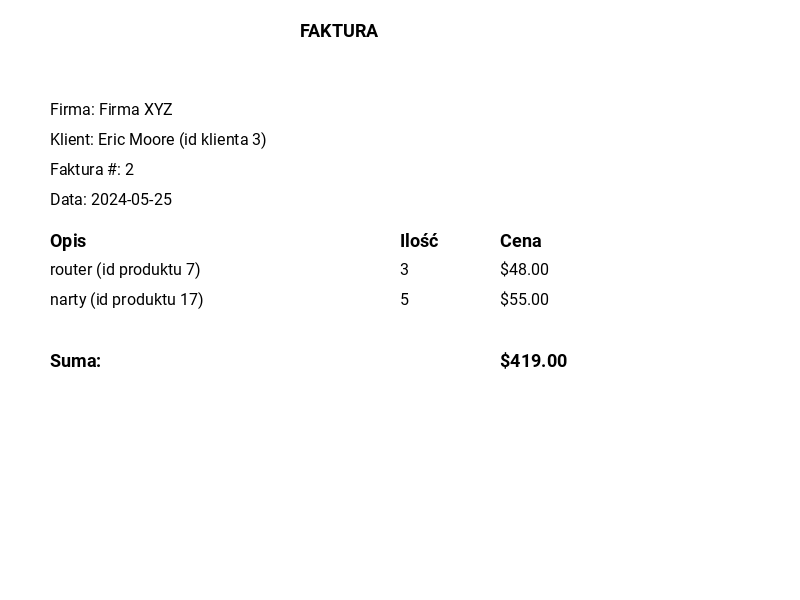 FAKTURA
Firma: Firma XYZ
Klient: Eric Moore (id klienta 3)
Faktura #: 2
Data: 2024-05-25
Opis Ilość Cena
router (id produktu 7) 3 $48.00
narty (id produktu 17) 5 $55.00
Suma: $419.00